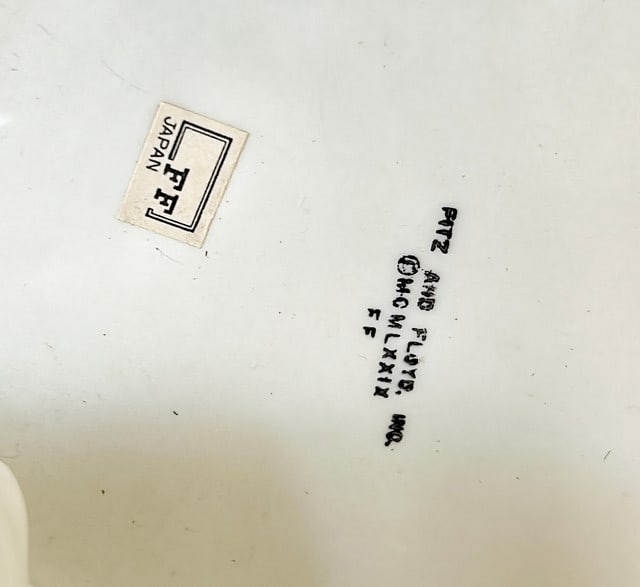 FF
JAPAN
FITZ AND FLOYD, INC.
© MCMLXXIX
FF